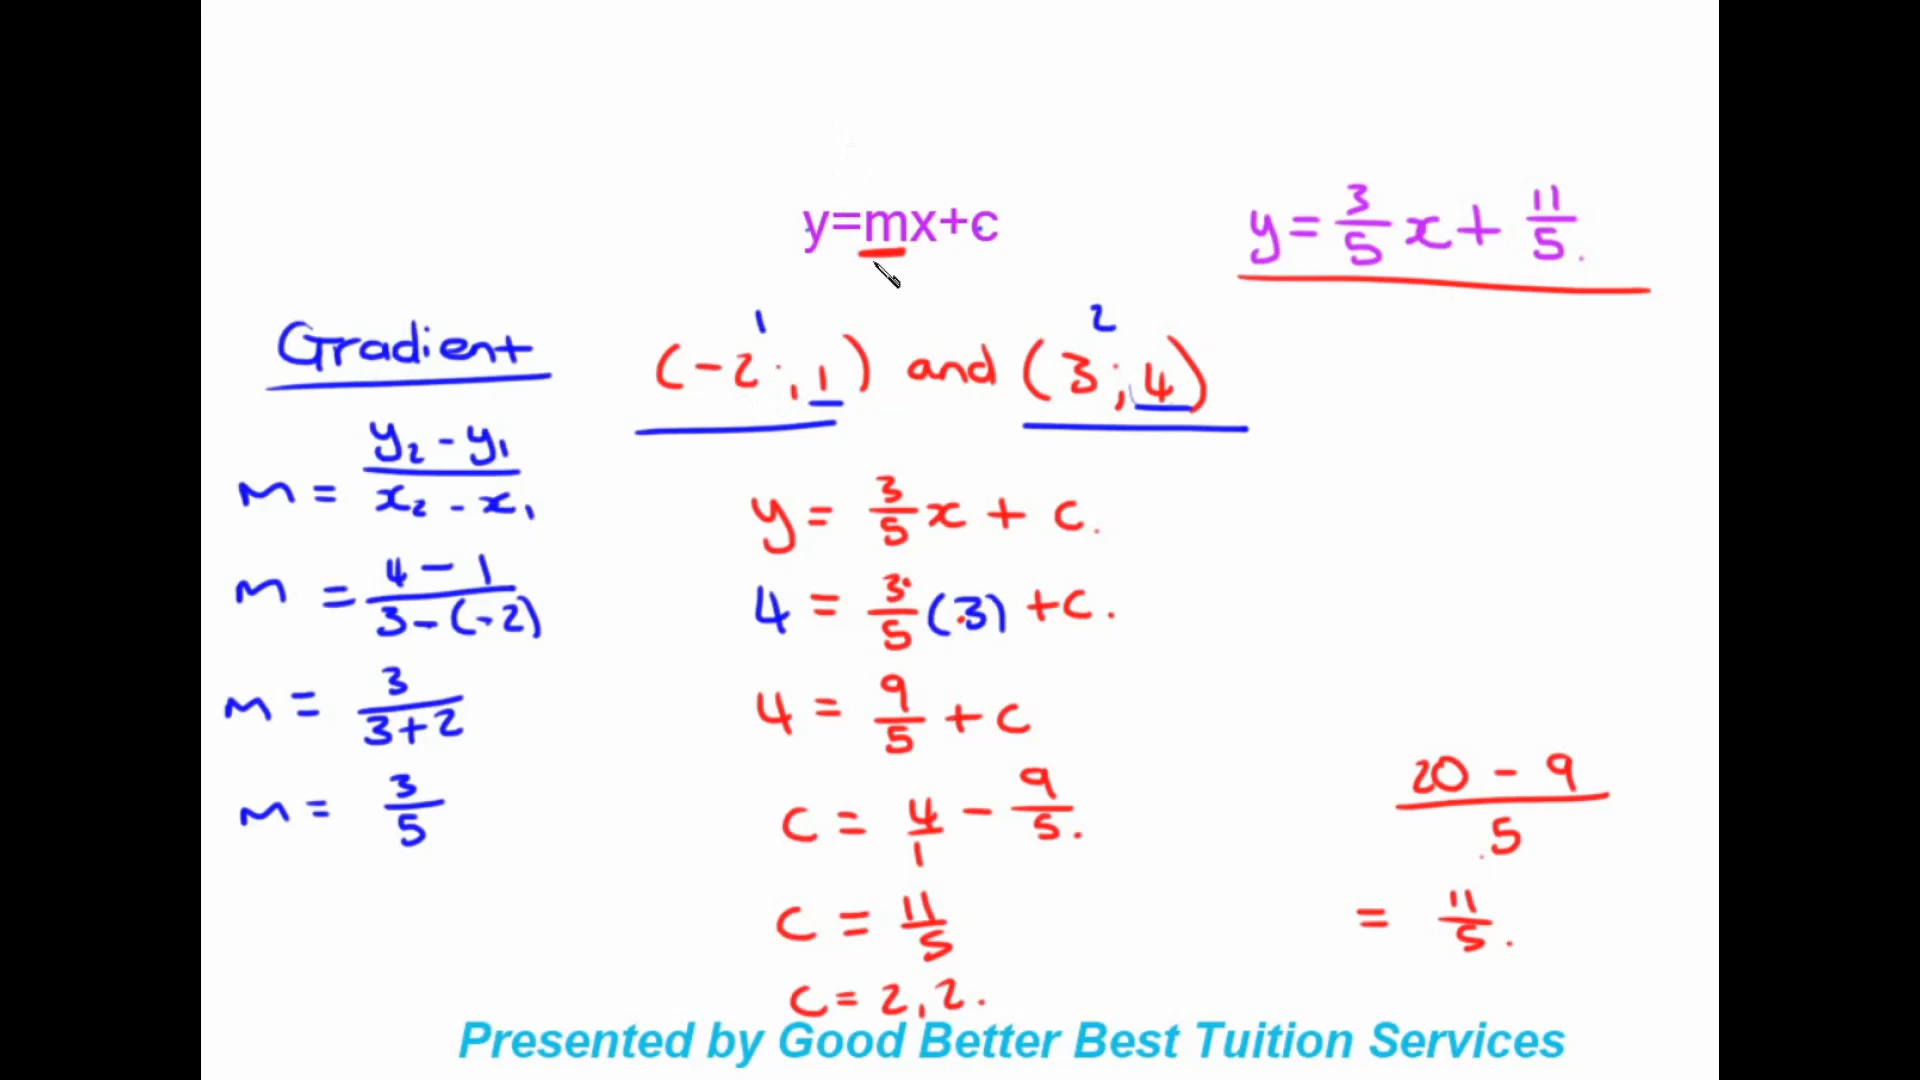 y=mx+c
y = 3/5 x + 11/5.
Gradient
1 2
(-2 ; 1) and (3 ; 4)
m = y₂ - y₁ / x₂ - x₁
m = 4 - 1 / 3 - (-2)
m = 3 / 3+2
m = 3/5
y = 3/5 x + c.
4 = 3/5 (3) + c.
4 = 9/5 + c
c = 4/1 - 9/5.
c = 11/5
c = 2,2.
20 - 9 / 5
= 11/5.
Presented by Good Better Best Tuition Services